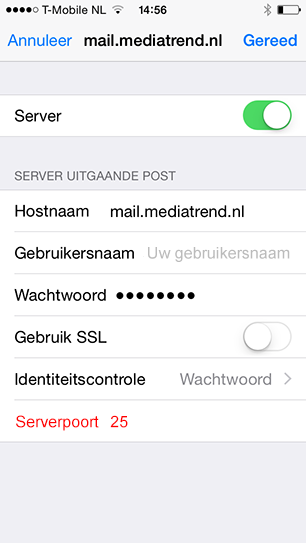 T-Mobile NL 14:56
Annuleer mail.mediatrend.nl Gereed
Server
SERVER UITGAANDE POST
Hostnaam mail.mediatrend.nl
Gebruikersnaam Uw gebruikersnaam
Wachtwoord ●●●●●●●●
Gebruik SSL
Identiteitscontrole Wachtwoord
Serverpoort 25